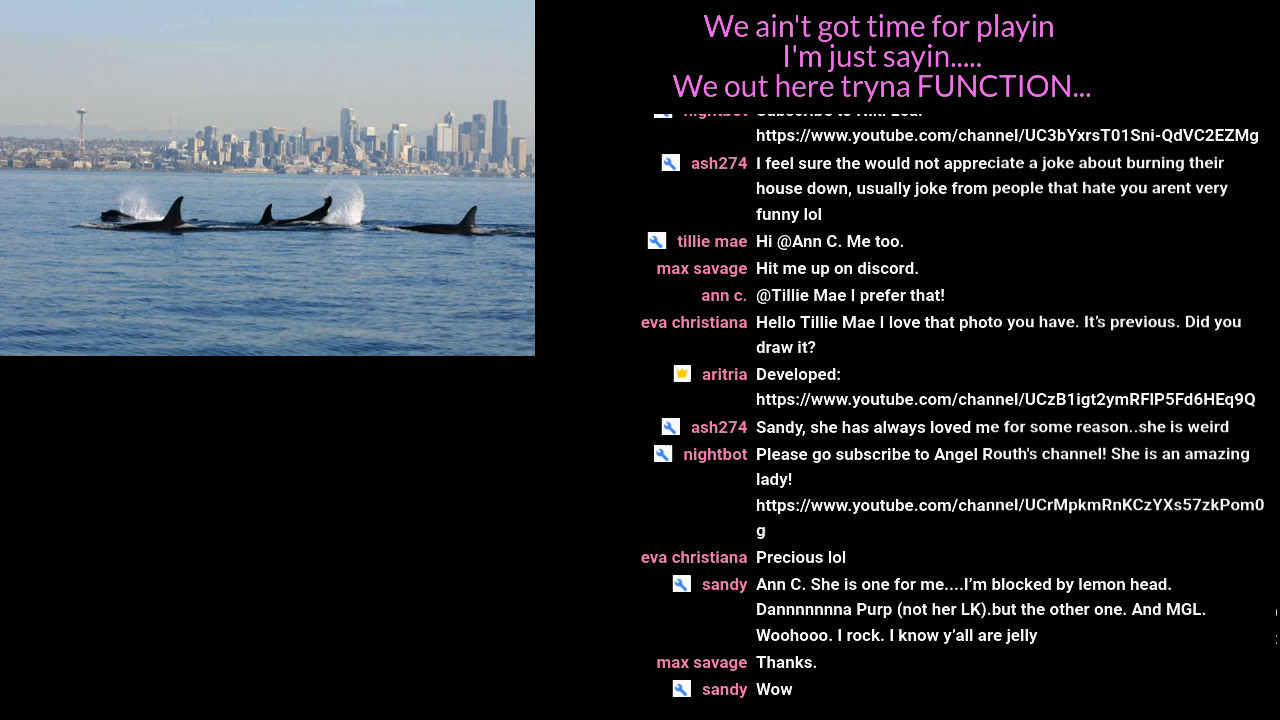 We ain't got time for playin
I'm just sayin.....
We out here tryna FUNCTION...
nightbot Subscribe to Niki Lea!
https://www.youtube.com/channel/UC3bYxrsT01Sni-QdVC2EZMg
ash274 I feel sure the would not appreciate a joke about burning their
house down, usually joke from people that hate you arent very
funny lol
tillie mae Hi @Ann C. Me too.
max savage Hit me up on discord.
ann c. @Tillie Mae I prefer that!
eva christiana Hello Tillie Mae I love that photo you have. It’s previous. Did you
draw it?
aritria Developed:
https://www.youtube.com/channel/UCzB1igt2ymRFIP5Fd6HEq9Q
ash274 Sandy, she has always loved me for some reason..she is weird
nightbot Please go subscribe to Angel Routh's channel! She is an amazing
lady!
https://www.youtube.com/channel/UCrMpkmRnKCzYXs57zkPom0
g
eva christiana Precious lol
sandy Ann C. She is one for me....I’m blocked by lemon head.
Dannnnnnna Purp (not her LK).but the other one. And MGL.
Woohooo. I rock. I know y’all are jelly
max savage Thanks.
sandy Wow